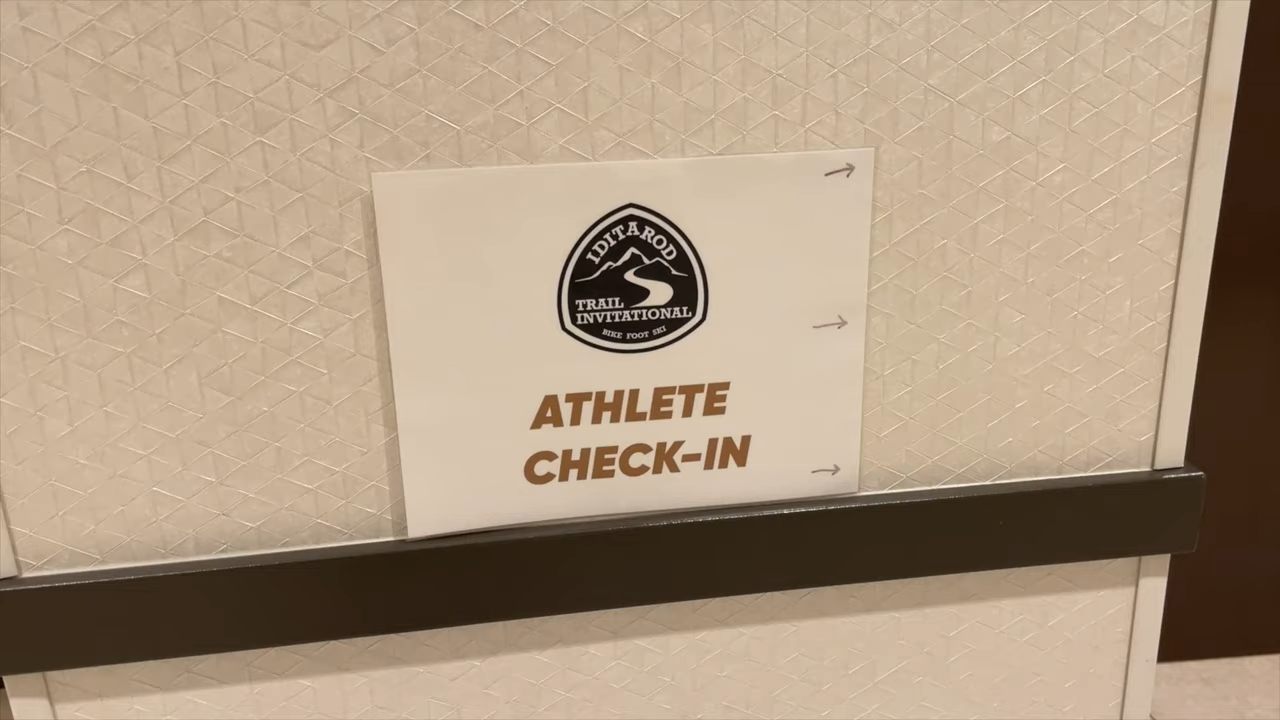 IDITAROD
TRAIL
INVITATIONAL
BIKE FOOT SKI
ATHLETE
CHECK-IN